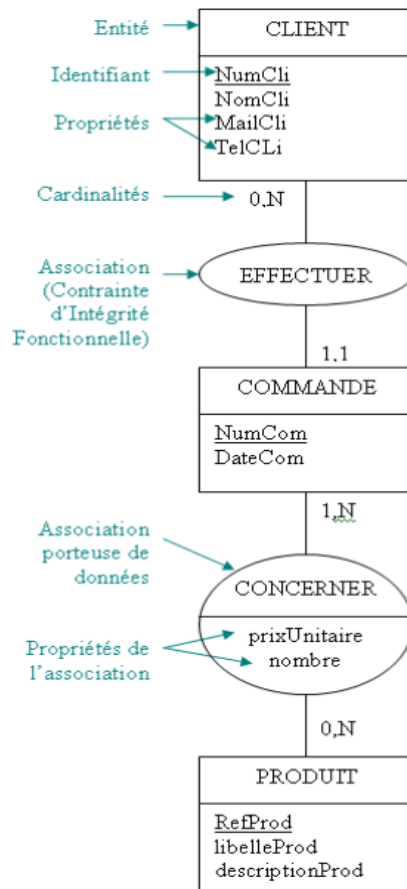 Entité
CLIENT
Identifiant
NumCli
NomCli
Propriétés
MailCli
TelCLi
Cardinalités
0,N
Association
(Contrainte
d'Intégrité
Fonctionnelle)
EFFECTUER
1,1
COMMANDE
NumCom
DateCom
1,N
Association
porteuse de
données
CONCERNER
prixUnitaire
nombre
Propriétés de
l'association
0,N
PRODUIT
RefProd
libelleProd
descriptionProd